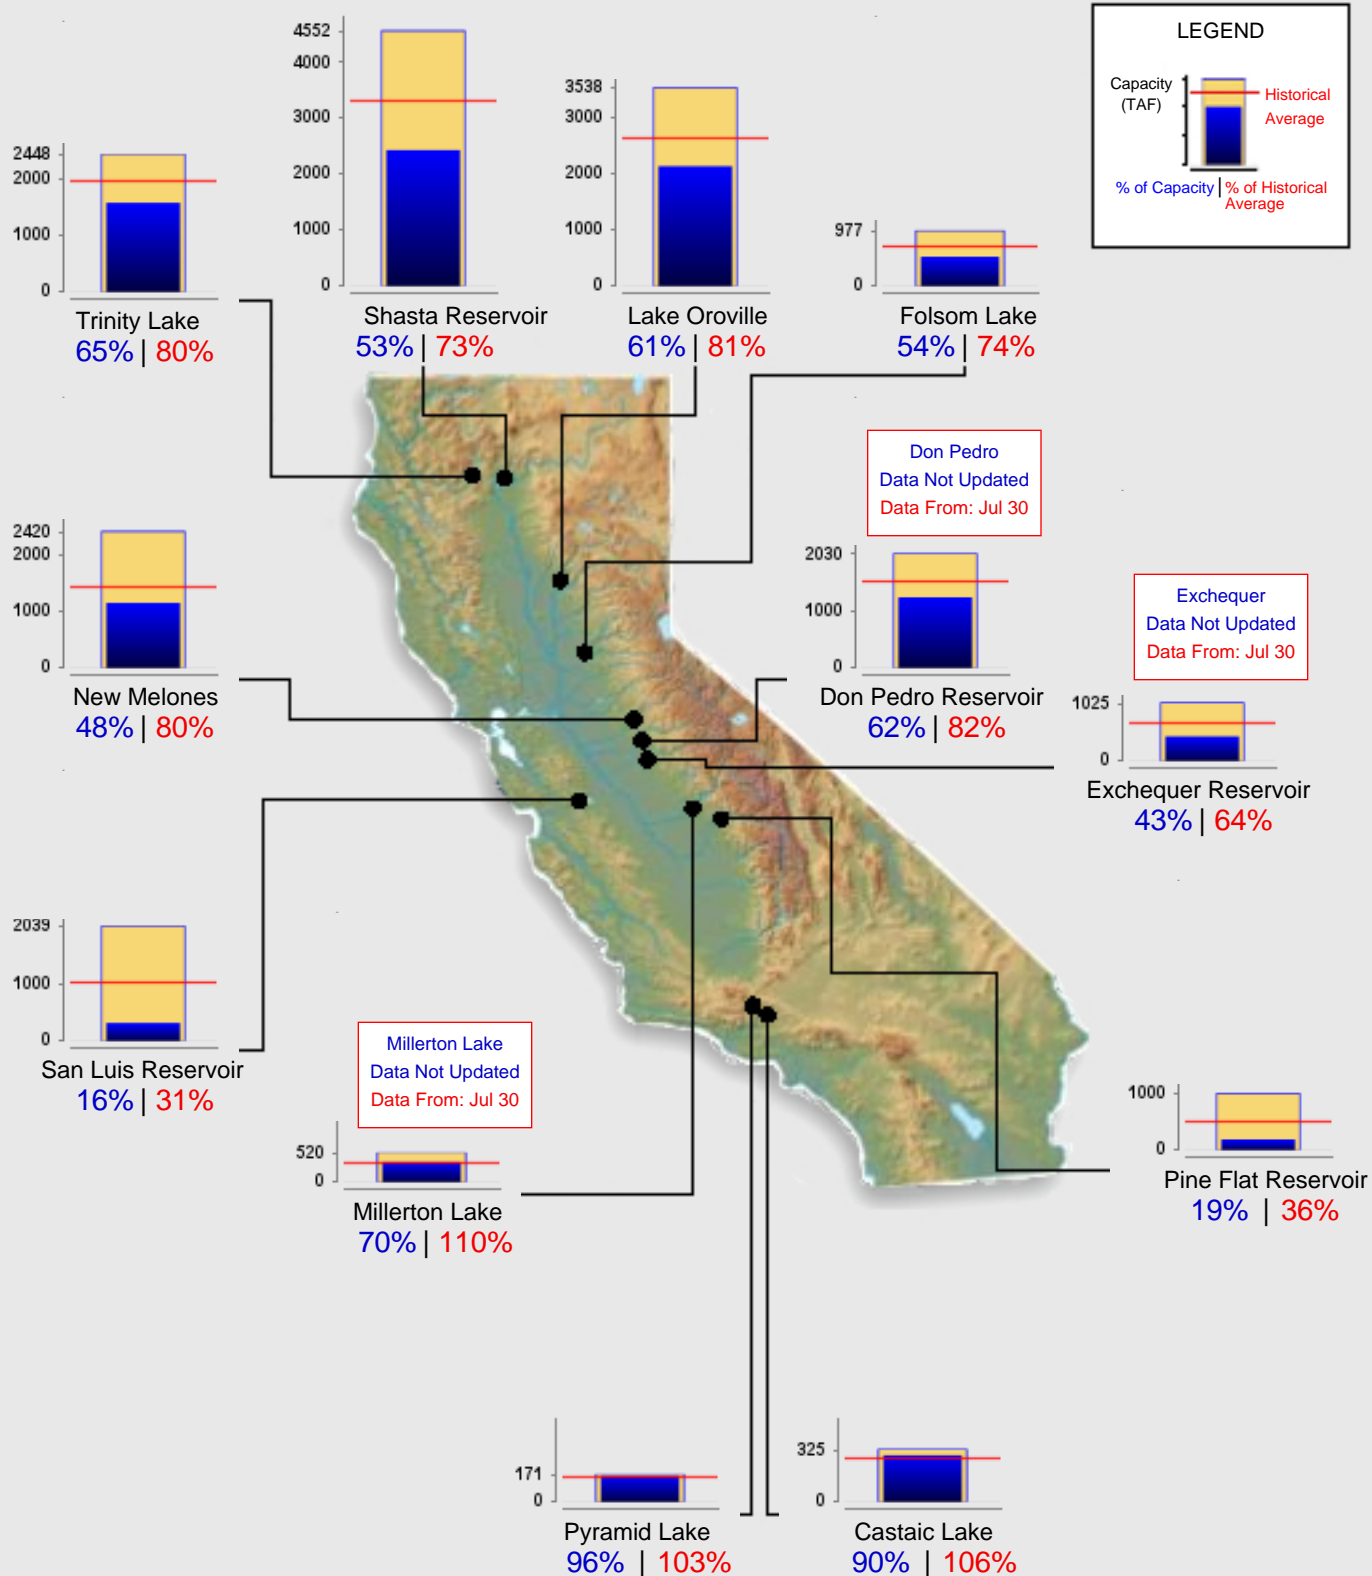 LEGEND
Capacity
(TAF)
Historical
Average
% of Capacity | % of Historical
Average
4552
4000
3000
2000
1000
0
Shasta Reservoir
53% | 73%
3538
3000
2000
1000
0
Lake Oroville
61% | 81%
2448
2000
1000
0
Trinity Lake
65% | 80%
977
0
Folsom Lake
54% | 74%
Don Pedro
Data Not Updated
Data From: Jul 30
2030
1000
0
Don Pedro Reservoir
62% | 82%
2420
2000
1000
0
New Melones
48% | 80%
Exchequer
Data Not Updated
Data From: Jul 30
1025
0
Exchequer Reservoir
43% | 64%
2039
1000
0
San Luis Reservoir
16% | 31%
Millerton Lake
Data Not Updated
Data From: Jul 30
520
0
Millerton Lake
70% | 110%
1000
0
Pine Flat Reservoir
19% | 36%
171
0
Pyramid Lake
96% | 103%
325
0
Castaic Lake
90% | 106%